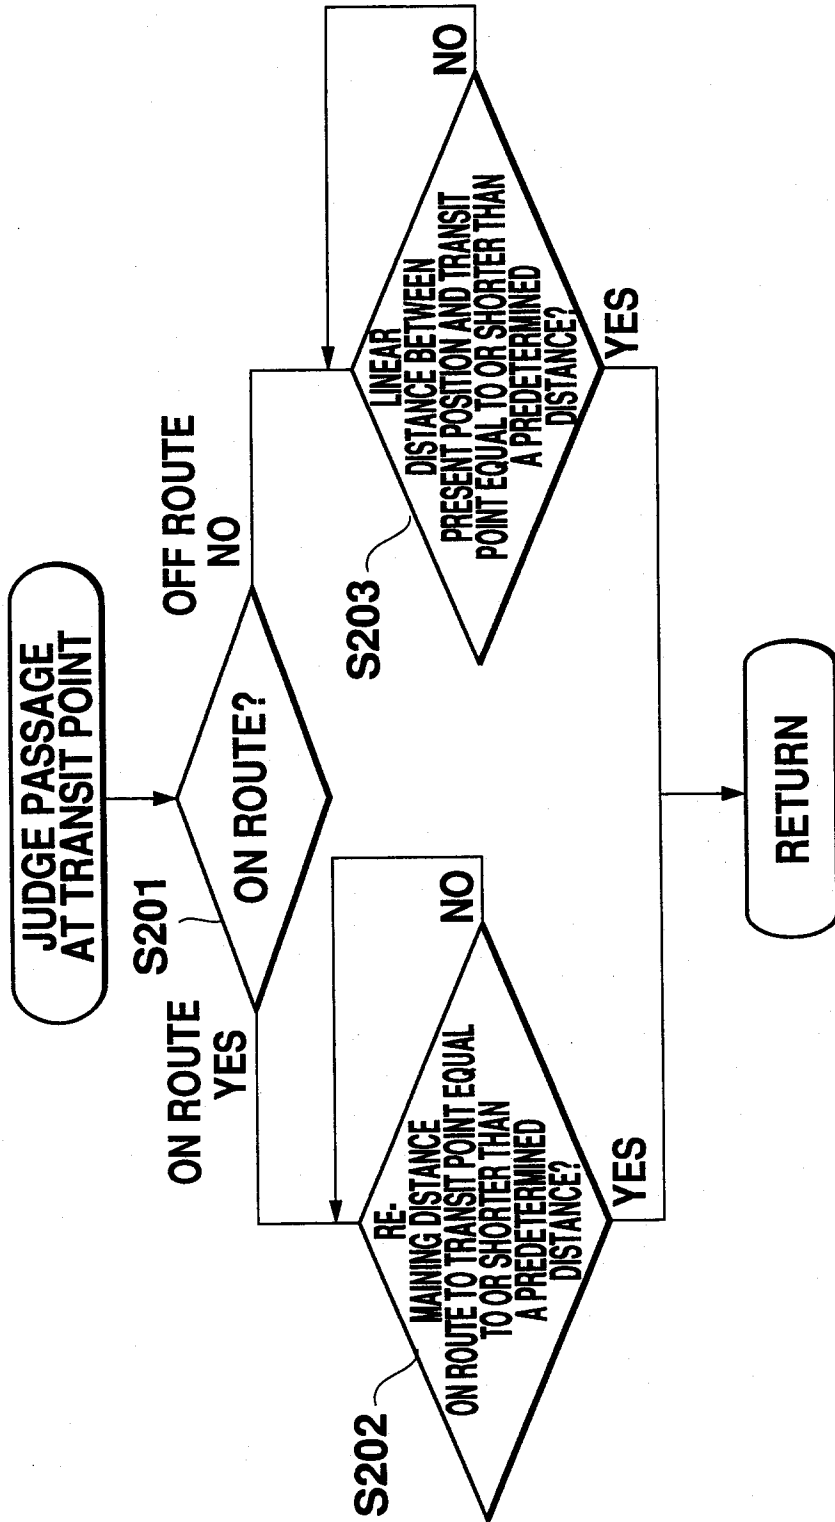 JUDGE PASSAGE
AT TRANSIT POINT
S201
ON ROUTE?
ON ROUTE
YES
OFF ROUTE
NO
S202
RE-
MAINING DISTANCE
ON ROUTE TO TRANSIT POINT EQUAL
TO OR SHORTER THAN
A PREDETERMINED
DISTANCE?
NO
YES
S203
LINEAR
DISTANCE BETWEEN
PRESENT POSITION AND TRANSIT
POINT EQUAL TO OR SHORTER THAN
A PREDETERMINED
DISTANCE?
NO
YES
RETURN